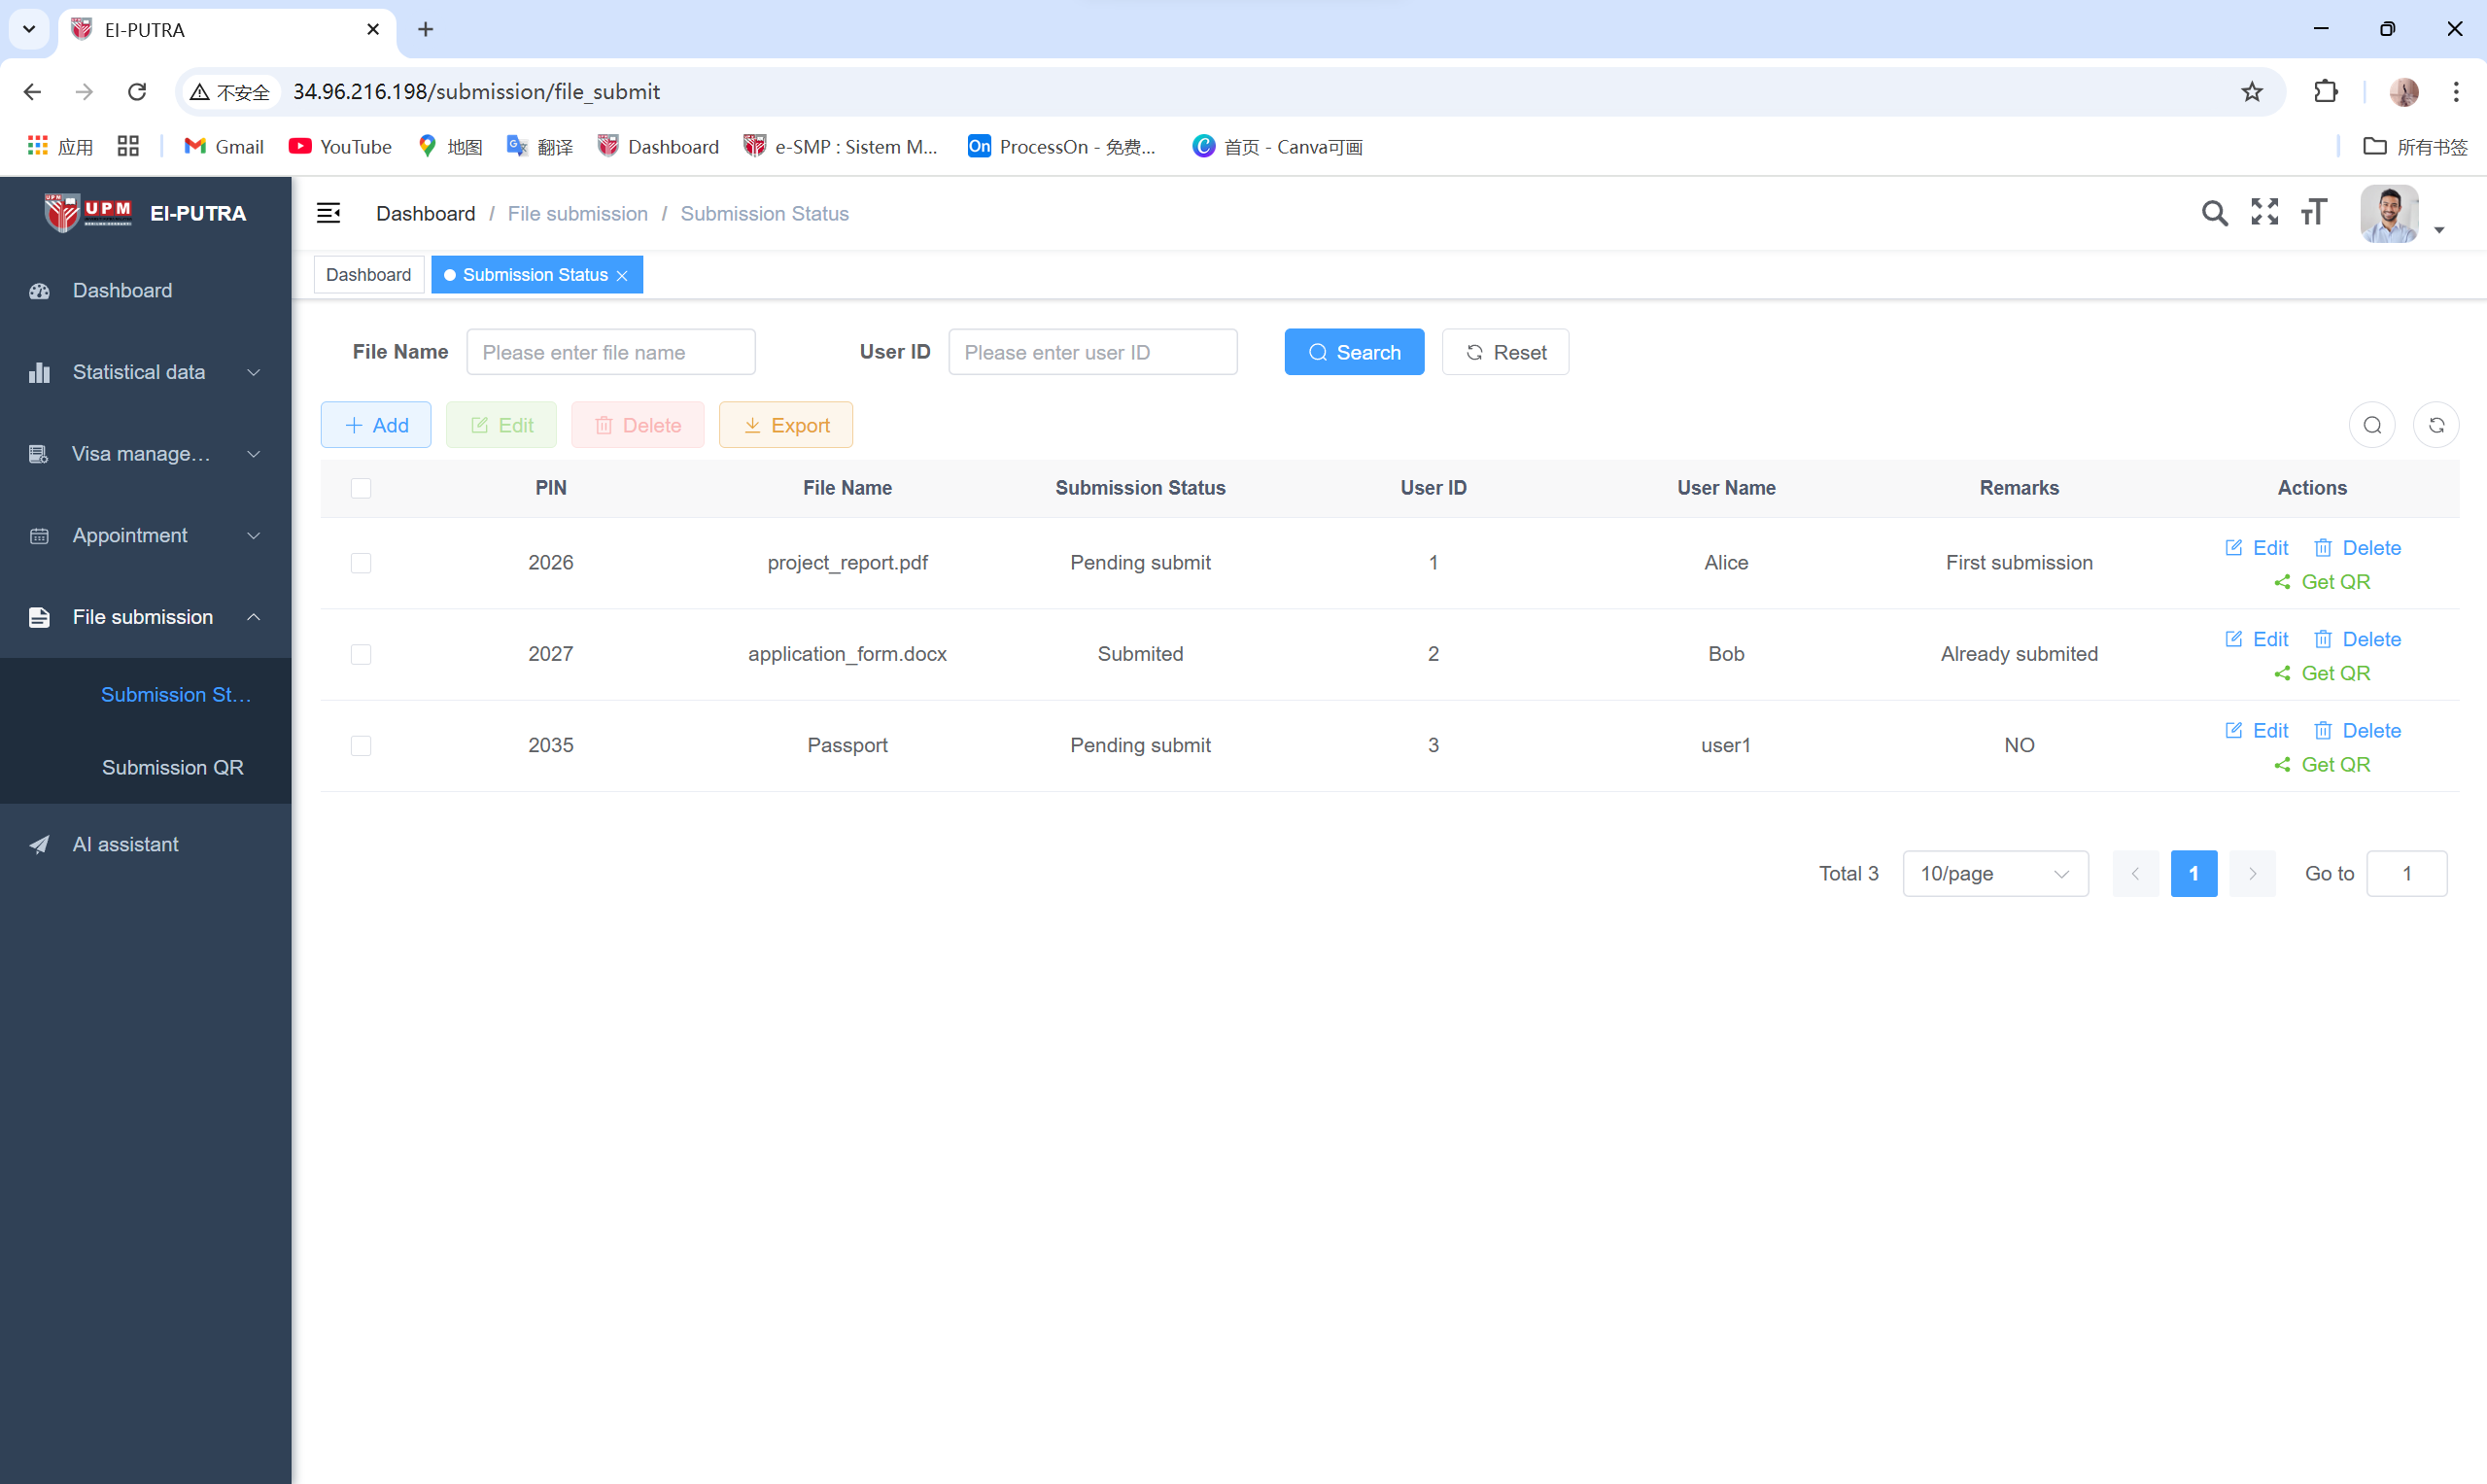 EI-PUTRA
不安全 34.96.216.198/submission/file_submit
应用 Gmail YouTube 地图 翻译 Dashboard e-SMP : Sistem M... ProcessOn - 免费... 首页 - Canva可画 所有书签
UPM EI-PUTRA
Dashboard
Statistical data
Visa manage...
Appointment
File submission
Submission St...
Submission QR
AI assistant
Dashboard / File submission / Submission Status
Dashboard Submission Status
File Name Please enter file name User ID Please enter user ID Search Reset
Add Edit Delete Export
PIN File Name Submission Status User ID User Name Remarks Actions
2026 project_report.pdf Pending submit 1 Alice First submission Edit Delete
Get QR
2027 application_form.docx Submited 2 Bob Already submited Edit Delete
Get QR
2035 Passport Pending submit 3 user1 NO Edit Delete
Get QR
Total 3 10/page 1 Go to 1